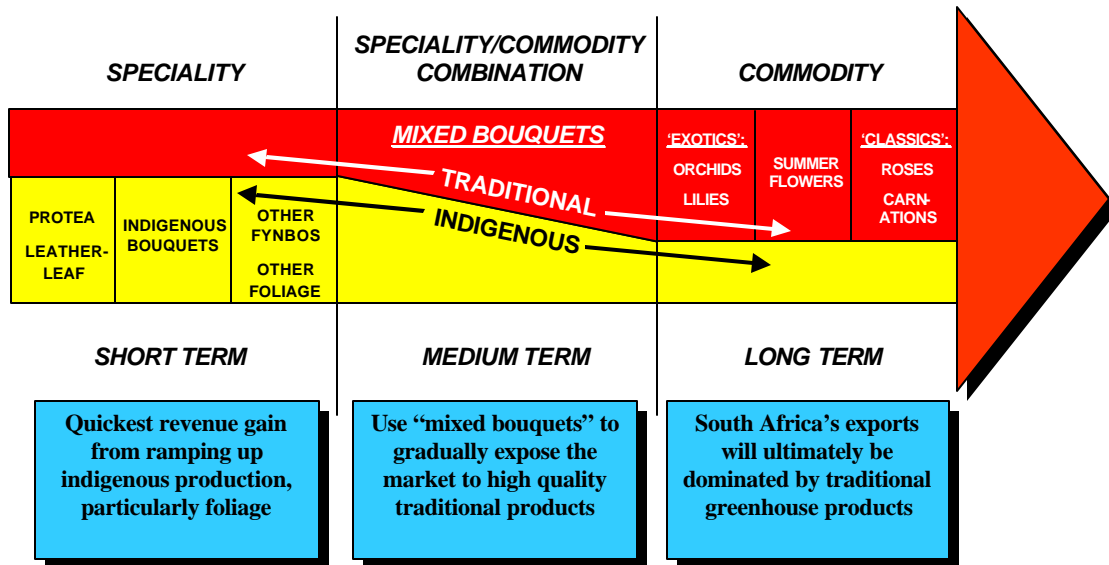 SPECIALITY
SPECIALITY/COMMODITY
COMBINATION
COMMODITY
MIXED BOUQUETS
TRADITIONAL
INDIGENOUS
'EXOTICS':
ORCHIDS
LILIES
SUMMER
FLOWERS
'CLASSICS':
ROSES
CARN-
ATIONS
PROTEA
LEATHER-
LEAF
INDIGENOUS
BOUQUETS
OTHER
FYNBOS
OTHER
FOLIAGE
SHORT TERM
MEDIUM TERM
LONG TERM
Quickest revenue gain
from ramping up
indigenous production,
particularly foliage
Use “mixed bouquets” to
gradually expose the
market to high quality
traditional products
South Africa’s exports
will ultimately be
dominated by traditional
greenhouse products